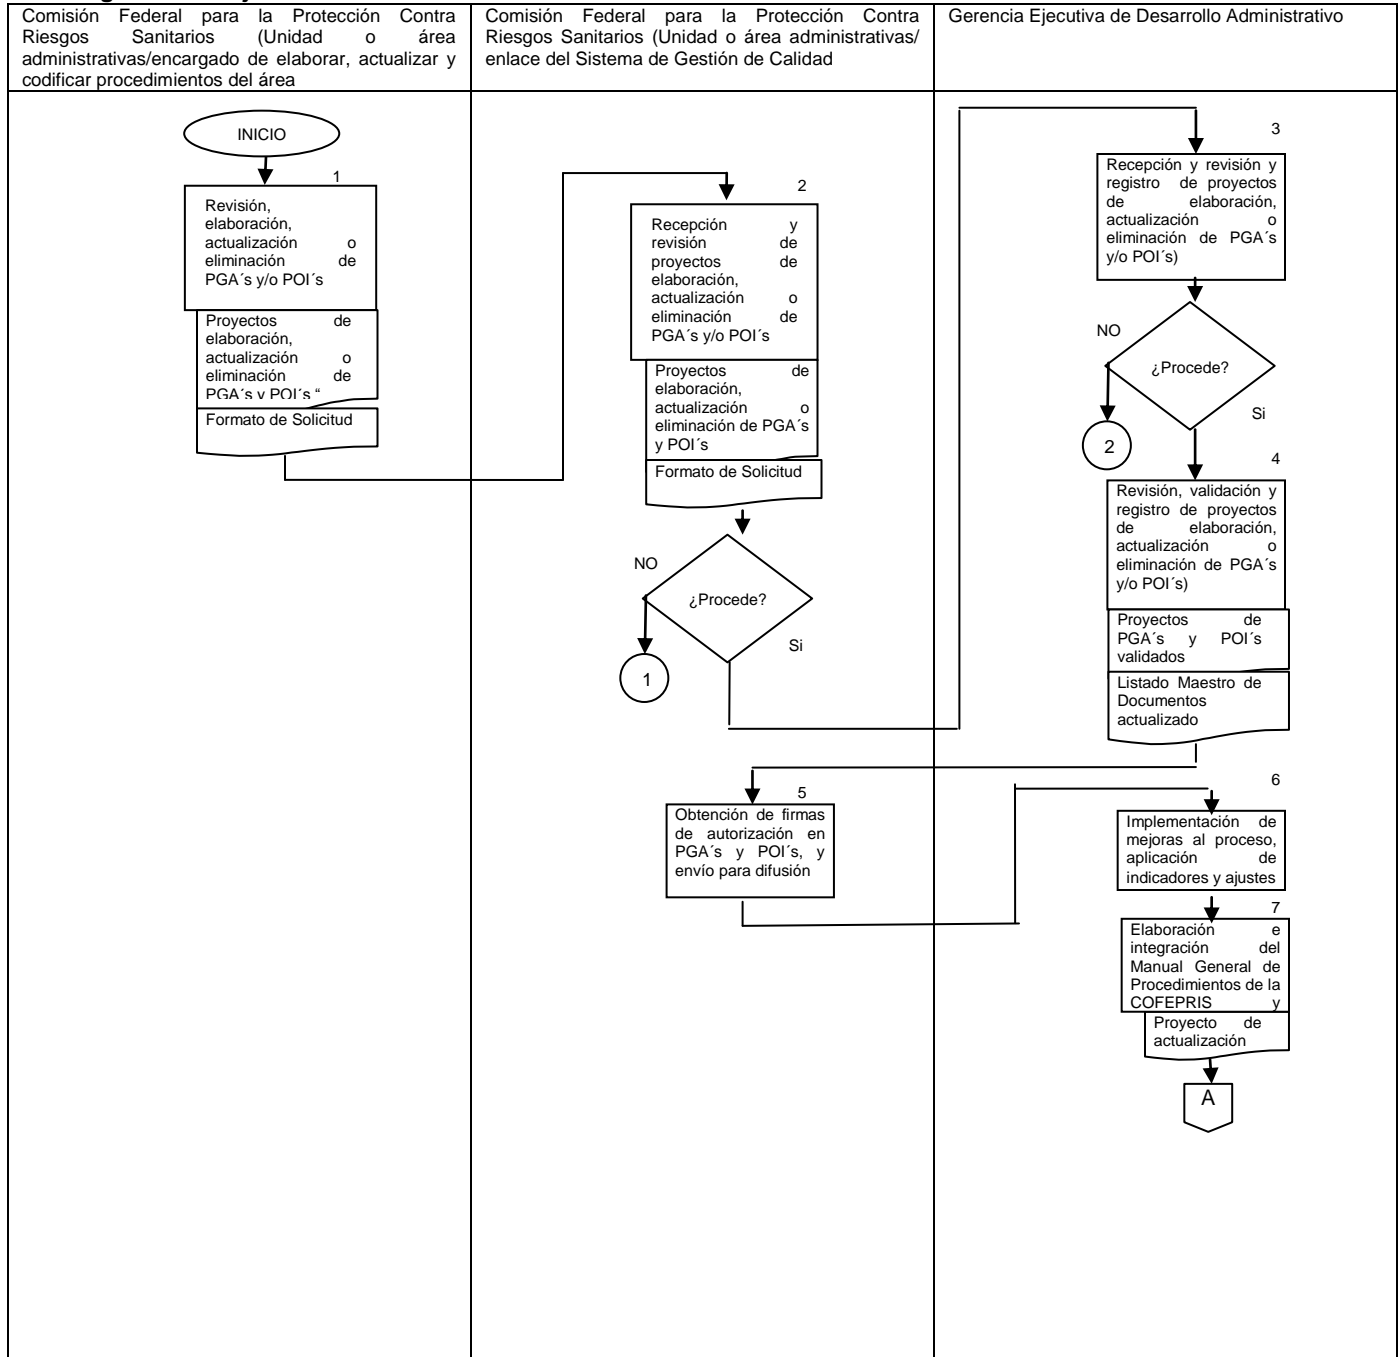 Comisión Federal para la Protección Contra
Riesgos Sanitarios (Unidad o área
administrativas/encargado de elaborar, actualizar y
codificar procedimientos del área
Comisión Federal para la Protección Contra
Riesgos Sanitarios (Unidad o área administrativas/
enlace del Sistema de Gestión de Calidad
Gerencia Ejecutiva de Desarrollo Administrativo
INICIO
1
Revisión,
elaboración,
actualización o
eliminación de
PGA´s y/o POI´s
Proyectos de
elaboración,
actualización o
eliminación de
PGA´s y POI´s “
Formato de Solicitud
2
Recepción y
revisión de
proyectos de
elaboración,
actualización o
eliminación de
PGA´s y/o POI´s
Proyectos de
elaboración,
actualización o
eliminación de PGA´s
y POI´s
Formato de Solicitud
NO
¿Procede?
Si
1
3
Recepción y revisión y
registro de proyectos
de elaboración,
actualización o
eliminación de PGA´s
y/o POI´s)
NO
¿Procede?
Si
2
4
Revisión, validación y
registro de proyectos
de elaboración,
actualización o
eliminación de PGA´s
y/o POI´s)
Proyectos de
PGA´s y POI´s
validados
Listado Maestro de
Documentos
actualizado
5
Obtención de firmas
de autorización en
PGA´s y POI´s, y
envío para difusión
6
Implementación de
mejoras al proceso,
aplicación de
indicadores y ajustes
7
Elaboración e
integración del
Manual General de
Procedimientos de la
COFEPRIS y
Proyecto de
actualización
A